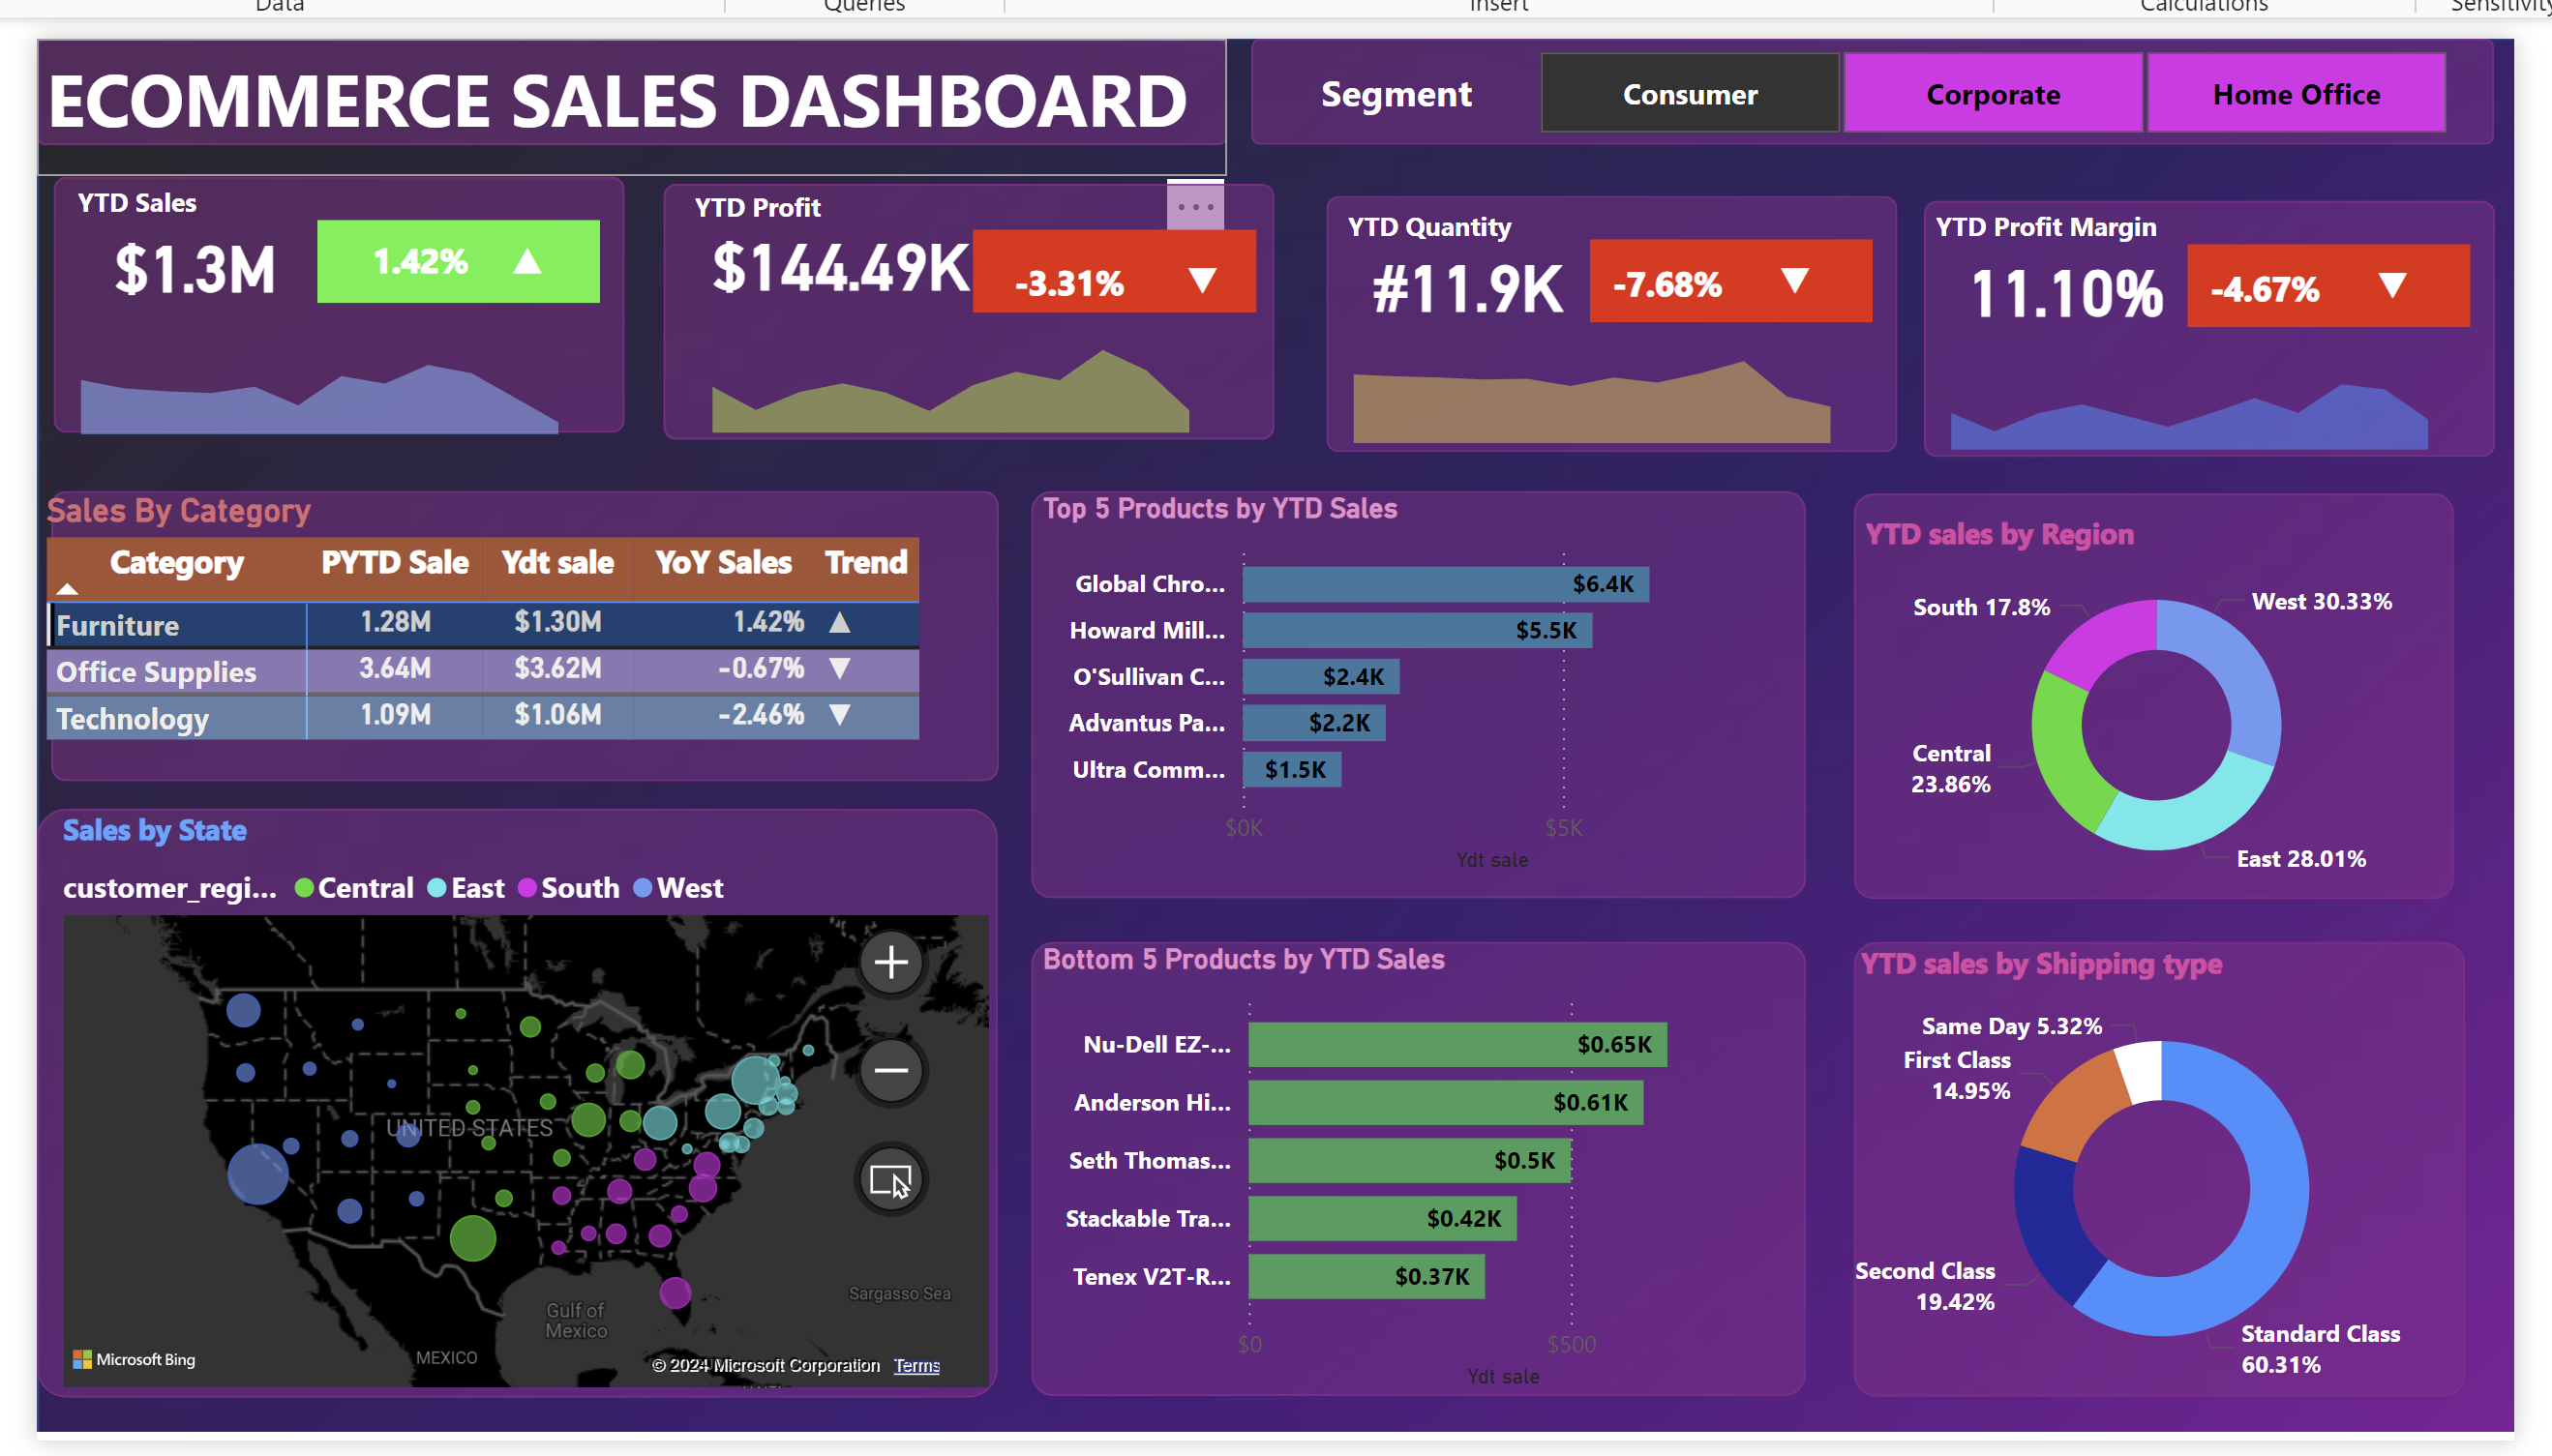 Data
Queries
Insert
Calculations
Sensitivity
ECOMMERCE SALES DASHBOARD
Segment
Consumer
Corporate
Home Office
YTD Sales
$1.3M
1.42% ▲
YTD Profit
...
$144.49K
-3.31% ▼
YTD Quantity
#11.9K
-7.68% ▼
YTD Profit Margin
11.10%
-4.67% ▼
Sales By Category
Category PYTD Sale Ydt sale YoY Sales Trend
Furniture 1.28M $1.30M 1.42% ▲
Office Supplies 3.64M $3.62M -0.67% ▼
Technology 1.09M $1.06M -2.46% ▼
Top 5 Products by YTD Sales
Global Chro... $6.4K
Howard Mill... $5.5K
O'Sullivan C... $2.4K
Advantus Pa... $2.2K
Ultra Comm... $1.5K
$0K $5K
Ydt sale
YTD sales by Region
South 17.8%
West 30.33%
Central
23.86%
East 28.01%
Sales by State
customer_regi... Central East South West
UNITED STATES
Sargasso Sea
Gulf of
Mexico
MEXICO
Microsoft Bing
© 2024 Microsoft Corporation Terms
Bottom 5 Products by YTD Sales
Nu-Dell EZ-... $0.65K
Anderson Hi... $0.61K
Seth Thomas... $0.5K
Stackable Tra... $0.42K
Tenex V2T-R... $0.37K
$0 $500
Ydt sale
YTD sales by Shipping type
Same Day 5.32%
First Class
14.95%
Second Class
19.42%
Standard Class
60.31%